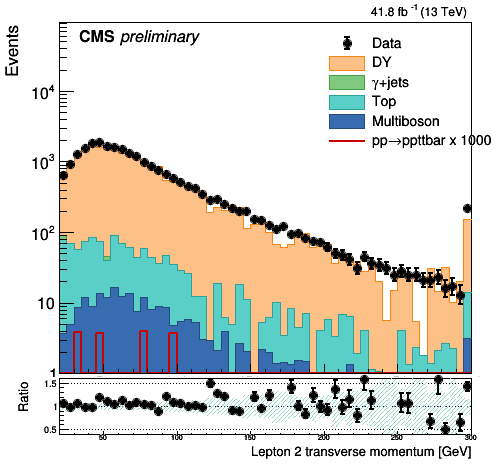 41.8 fb⁻¹ (13 TeV)
CMS preliminary
Events
Data
DY
γ+jets
Top
Multiboson
pp→ppttbar x 1000
10⁴
10³
10²
10
1
1.5
1
0.5
Ratio
50 100 150 200 250 300
Lepton 2 transverse momentum [GeV]